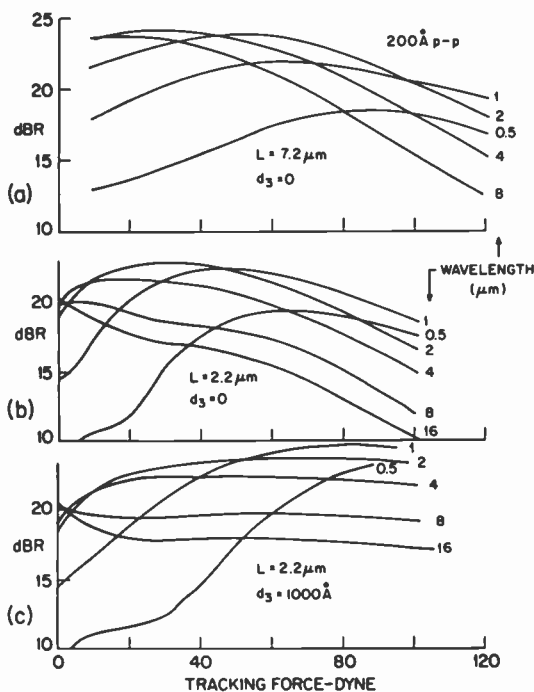 25
200Å p-p
20
1
2
0.5
dBR
15
L = 7.2 μm
d₃=0
4
8
(a)
10
WAVELENGTH
(μm)
20
1
0.5
2
4
dBR
15
L = 2.2 μm
d₃=0
8
16
(b)
10
1
2
0.5
4
20
8
dBR
16
15
L = 2.2 μm
d₃ = 1000Å
(c)
10
0 40 80 120
TRACKING FORCE-DYNE